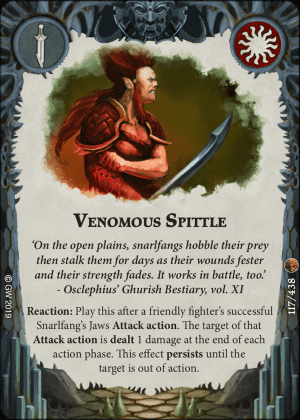 VENOMOUS SPITTLE
‘On the open plains, snarlfangs hobble their prey
then stalk them for days as their wounds fester
and their strength fades. It works in battle, too.’
- Osclephius’ Ghurish Bestiary, vol. XI
Reaction: Play this after a friendly fighter’s successful
Snarlfang’s Jaws Attack action. The target of that
Attack action is dealt 1 damage at the end of each
action phase. This effect persists until the
target is out of action.
© GW 2019
117/438